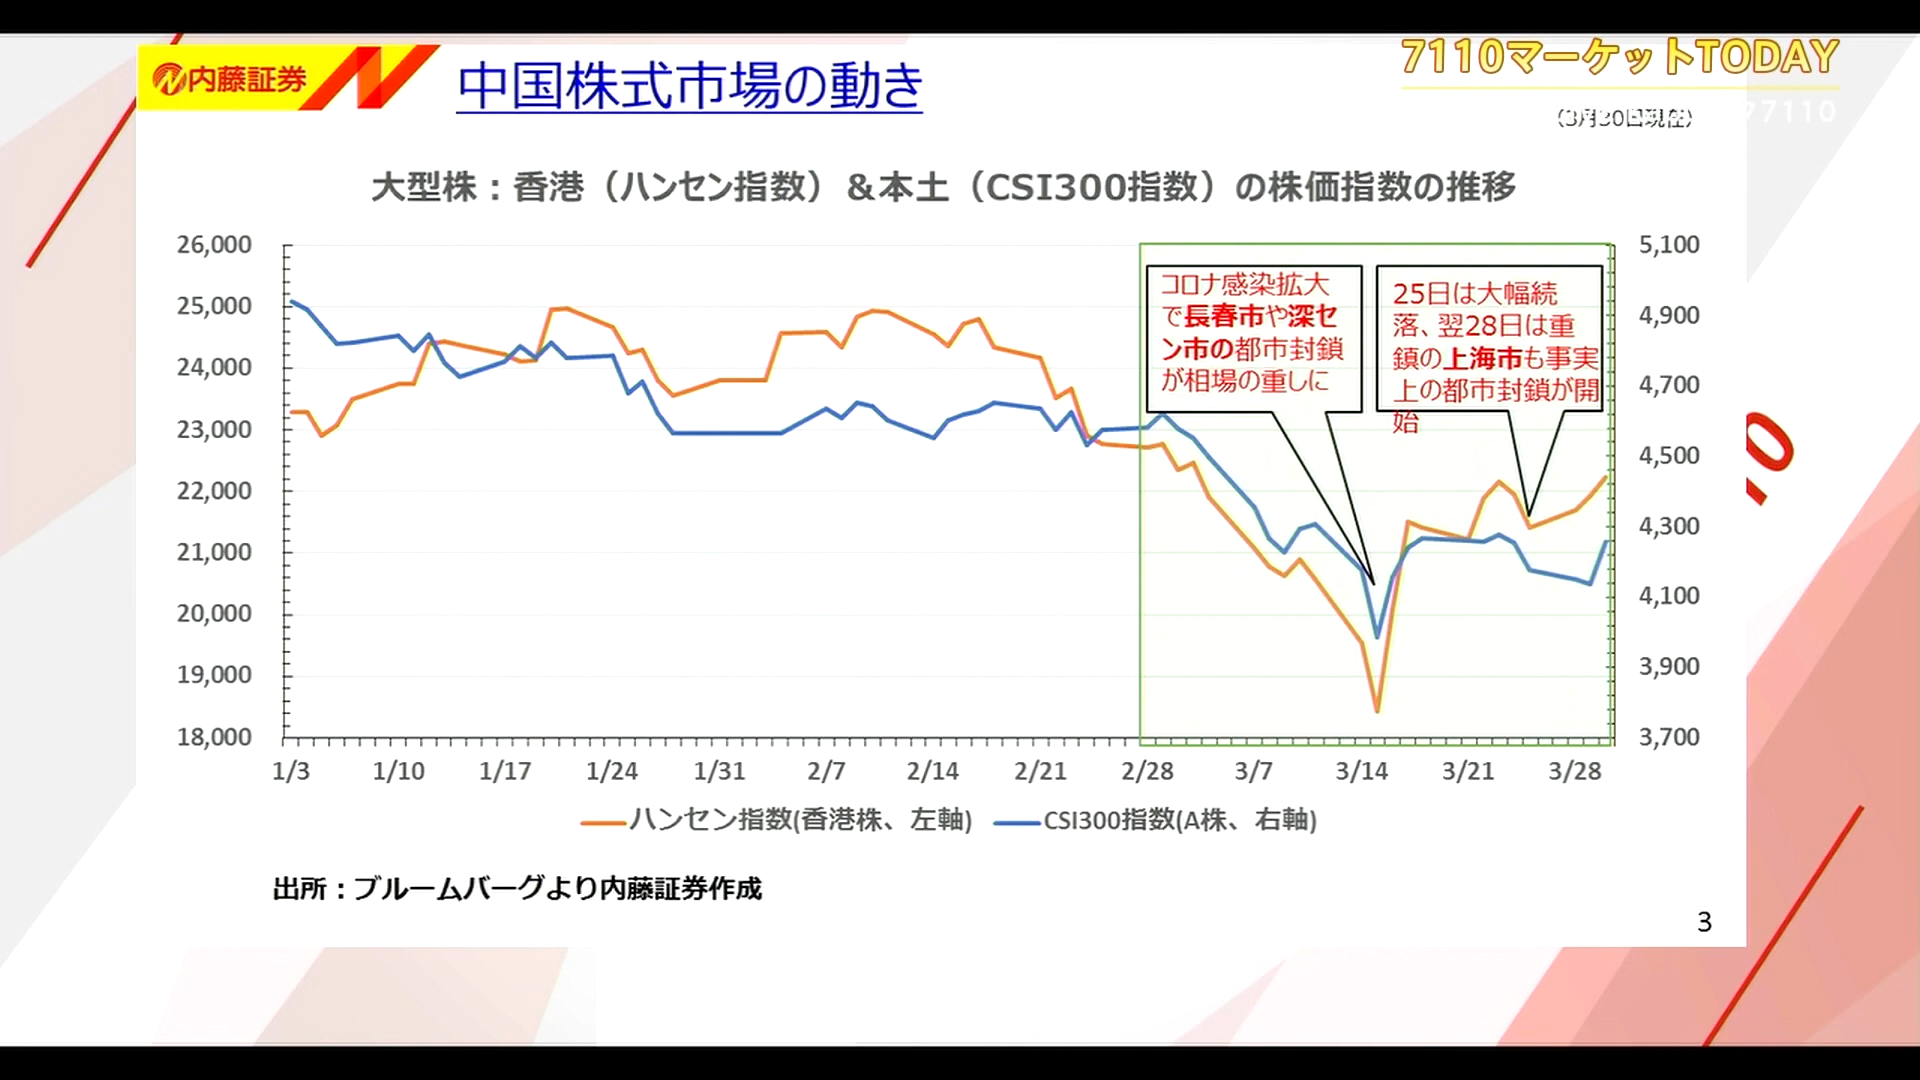 内藤証券
中国株式市場の動き
7110マーケットTODAY
7110
大型株：香港（ハンセン指数）＆本土（CSI300指数）の株価指数の推移
26,000
25,000
24,000
23,000
22,000
21,000
20,000
19,000
18,000
コロナ感染拡大
で長春市や深セ
ン市の都市封鎖
が相場の重しに
25日は大幅続
落、翌28日は重
鎮の上海市も事実
上の都市封鎖が開
始
5,100
4,900
4,700
4,500
4,300
4,100
3,900
3,700
1/3 1/10 1/17 1/24 1/31 2/7 2/14 2/21 2/28 3/7 3/14 3/21 3/28
ハンセン指数(香港株、左軸) CSI300指数(A株、右軸)
出所：ブルームバーグより内藤証券作成
3
10